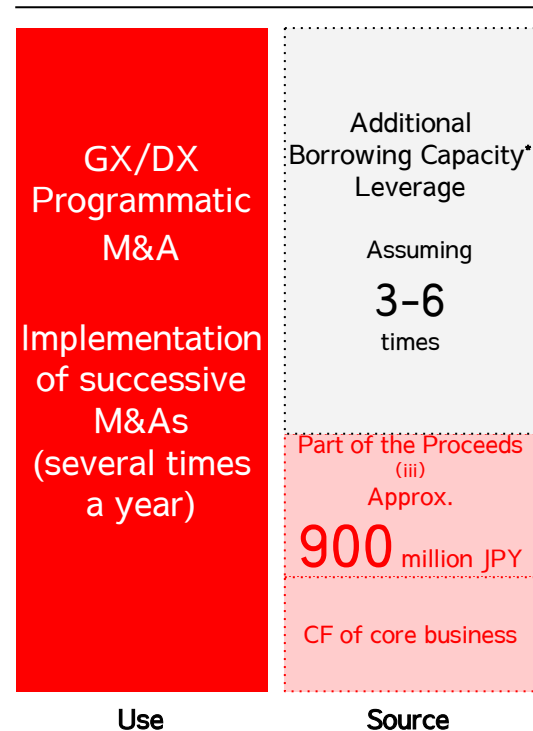 GX/DX
Programmatic
M&A
Implementation
of successive
M&As
(several times
a year)
Additional
Borrowing Capacity*
Leverage
Assuming
3-6
times
Part of the Proceeds
(iii)
Approx.
900 million JPY
CF of core business
Use
Source